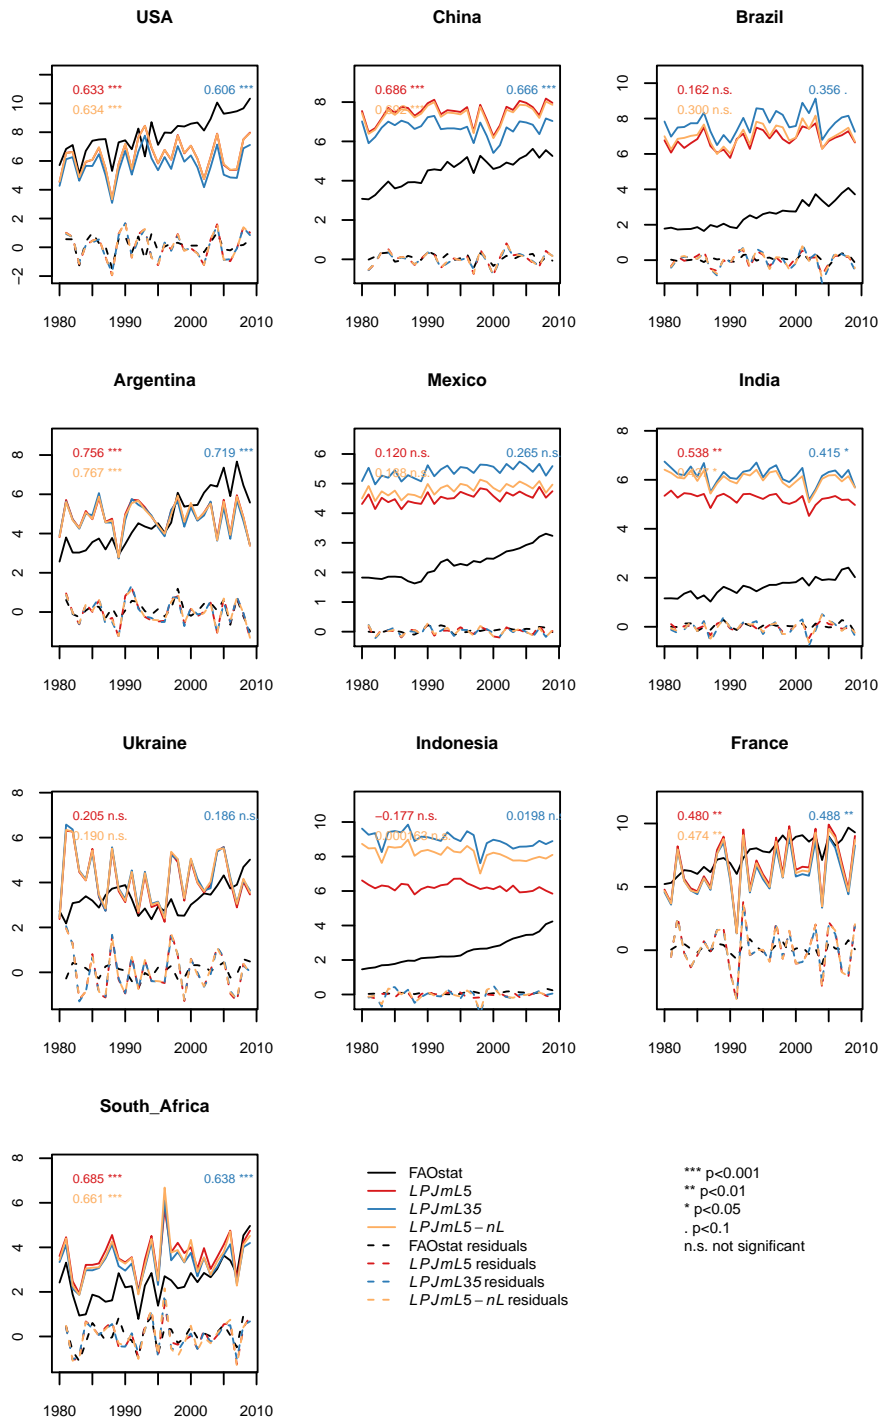 USA
China
Brazil
0.633 ***
0.606 ***
0.634 ***
0.686 ***
0.666 ***
0.162 n.s.
0.356 .
0.300 n.s.
−2 0 2 4 6 8 10
0 2 4 6 8
0 2 4 6 8 10
1980 1990 2000 2010
1980 1990 2000 2010
1980 1990 2000 2010
Argentina
Mexico
India
0.756 ***
0.719 ***
0.767 ***
0.120 n.s.
0.265 n.s
n.s.
0.538 **
0.415 *
*
0 2 4 6 8
0 1 2 3 4 5 6
0 2 4 6 8
1980 1990 2000 2010
1980 1990 2000 2010
1980 1990 2000 2010
Ukraine
Indonesia
France
0.205 n.s.
0.186 n.s
0.190 n.s.
−0.177 n.s.
0.0198 n.s
n.s.
0.480 **
0.488 **
0.474 **
0 2 4 6 8
0 2 4 6 8 10
0 5 10
1980 1990 2000 2010
1980 1990 2000 2010
1980 1990 2000 2010
South_Africa
0.685 ***
0.638 ***
0.661 ***
0 2 4 6 8
1980 1990 2000 2010
FAOstat
LPJmL5
LPJmL35
LPJmL5−nL
FAOstat residuals
LPJmL5 residuals
LPJmL35 residuals
LPJmL5−nL residuals
*** p<0.001
** p<0.01
* p<0.05
. p<0.1
n.s. not significant